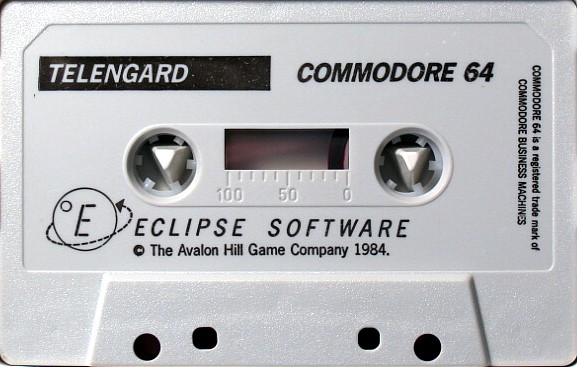 TELENGARD
COMMODORE 64
COMMODORE 64 is a registered trade mark of
COMMODORE BUSINESS MACHINES
100 50 0
E
ECLIPSE SOFTWARE
© The Avalon Hill Game Company 1984.